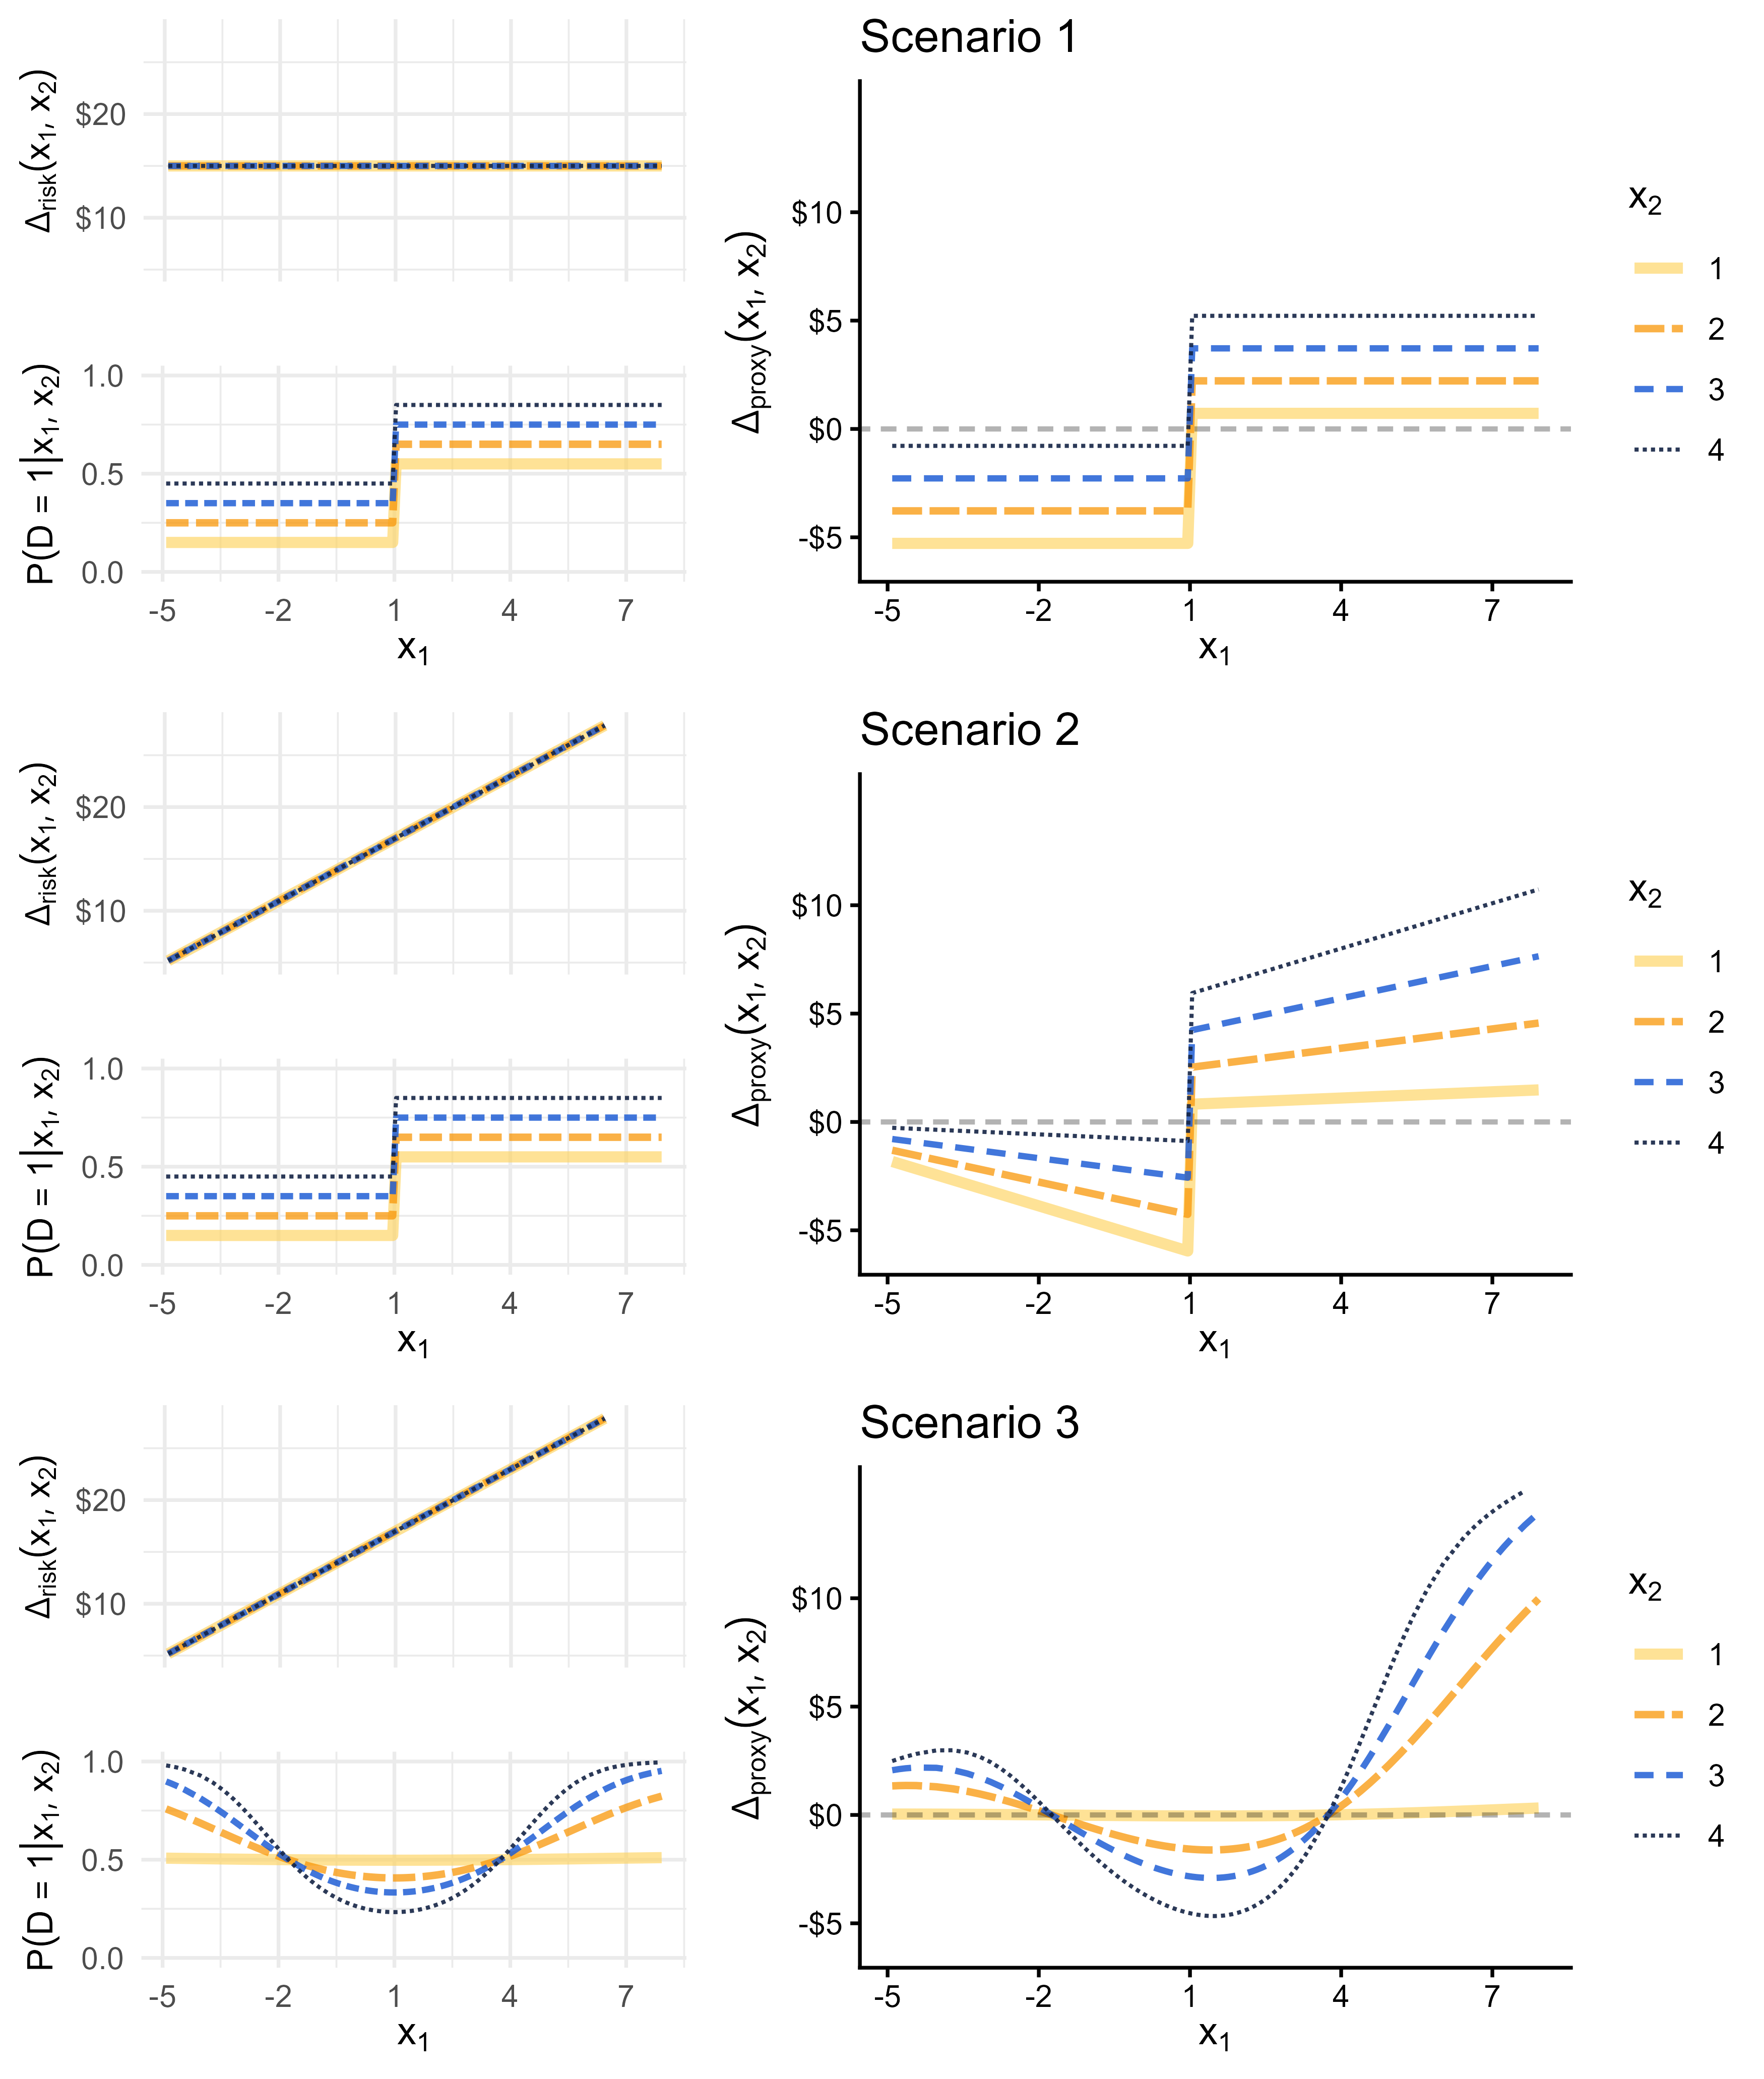 Δrisk(x1, x2)
$20
$10
P(D = 1|x1, x2)
1.0
0.5
0.0
-5 -2 1 4 7
x1
Scenario 1
Δproxy(x1, x2)
$10
$5
$0
-$5
-5 -2 1 4 7
x1
x2
1
2
3
4
Δrisk(x1, x2)
$20
$10
P(D = 1|x1, x2)
1.0
0.5
0.0
-5 -2 1 4 7
x1
Scenario 2
Δproxy(x1, x2)
$10
$5
$0
-$5
-5 -2 1 4 7
x1
x2
1
2
3
4
Δrisk(x1, x2)
$20
$10
P(D = 1|x1, x2)
1.0
0.5
0.0
-5 -2 1 4 7
x1
Scenario 3
Δproxy(x1, x2)
$10
$5
$0
-$5
-5 -2 1 4 7
x1
x2
1
2
3
4